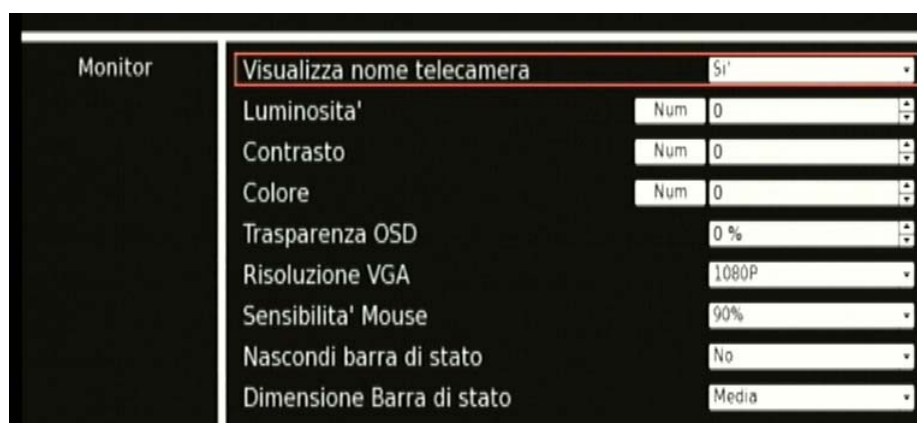 Monitor
Visualizza nome telecamera Si'
Luminosita' Num 0
Contrasto Num 0
Colore Num 0
Trasparenza OSD 0 %
Risoluzione VGA 1080P
Sensibilita' Mouse 90%
Nascondi barra di stato No
Dimensione Barra di stato Media